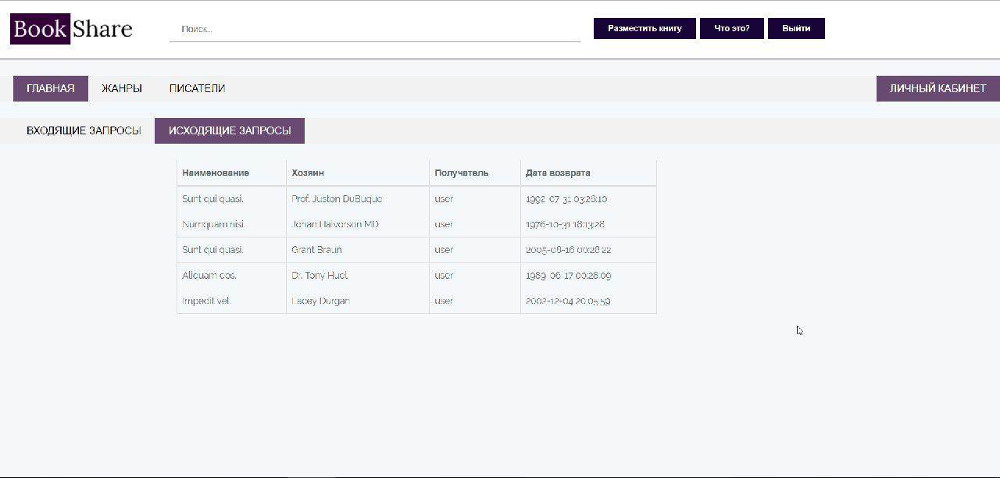 BookShare
Поиск...
Разместить книгу
Что это?
Выйти
ГЛАВНАЯ
ЖАНРЫ
ПИСАТЕЛИ
ЛИЧНЫЙ КАБИНЕТ
ВХОДЯЩИЕ ЗАПРОСЫ
ИСХОДЯЩИЕ ЗАПРОСЫ
Наименование Хозяин Получатель Дата возврата
Sunt qui quasi. Prof. Juston DuBuque user 1992-07-31 03:26:10
Numquam nisi. Johan Halvorson MD user 1976-10-31 18:13:28
Sunt qui quasi. Grant Braun user 2005-08-16 00:28:22
Aliquam eos. Dr. Tony Huel user 1989-06-17 00:28:09
Impedit vel. Lacey Durgan user 2002-12-04 20:05:59